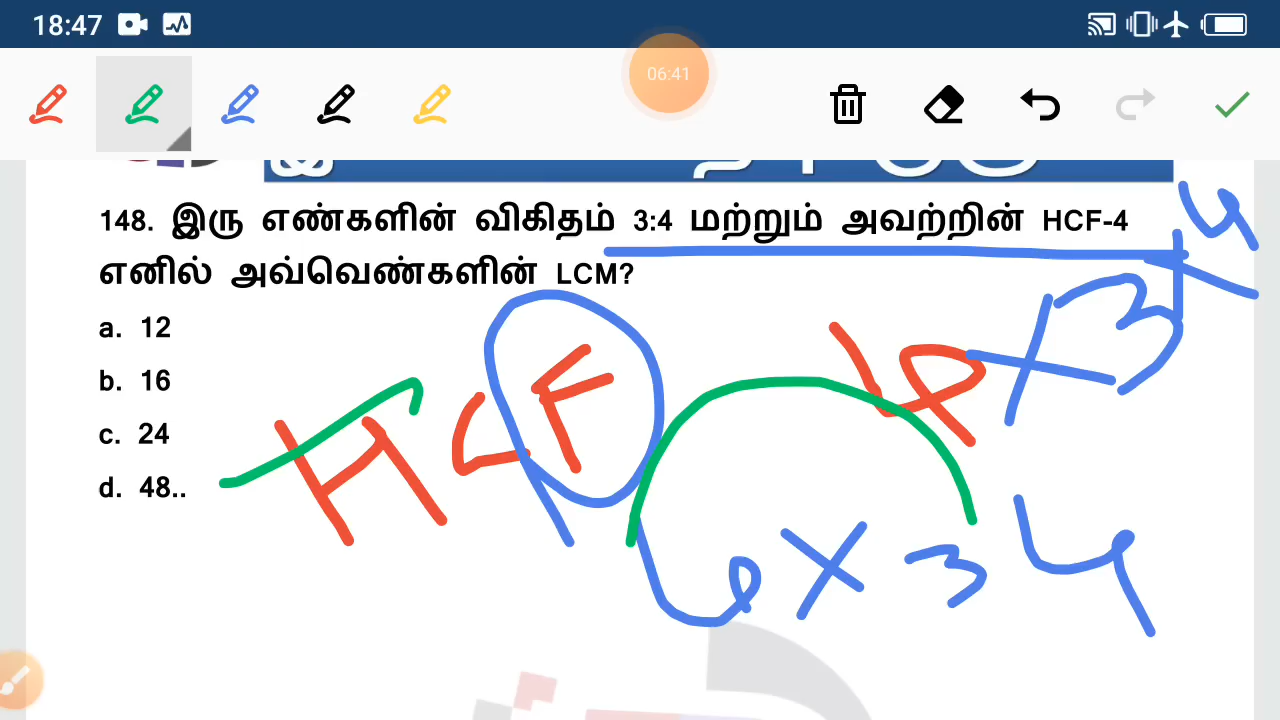 18:47
06:41
148. இரு எண்களின் விகிதம் 3:4 மற்றும் அவற்றின் HCF-4
எனில் அவ்வெண்களின் LCM?
a. 12
b. 16
c. 24
d. 48..
HCF
4 × 3 × 4
× 3 4